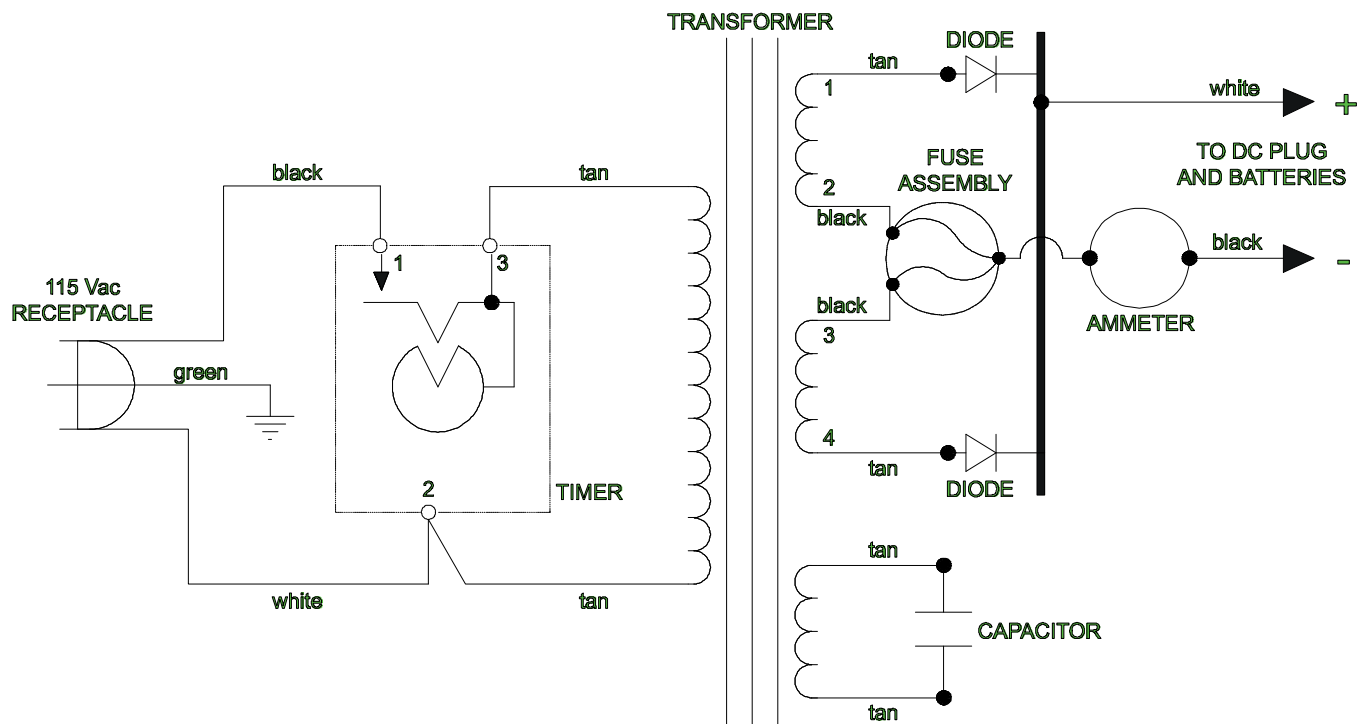 TRANSFORMER
DIODE
tan
1
white
+
TO DC PLUG
AND BATTERIES
FUSE
ASSEMBLY
2
black
black
tan
black
1
3
115 Vac
RECEPTACLE
black
-
AMMETER
3
green
4
tan
DIODE
2
TIMER
tan
white
tan
CAPACITOR
tan